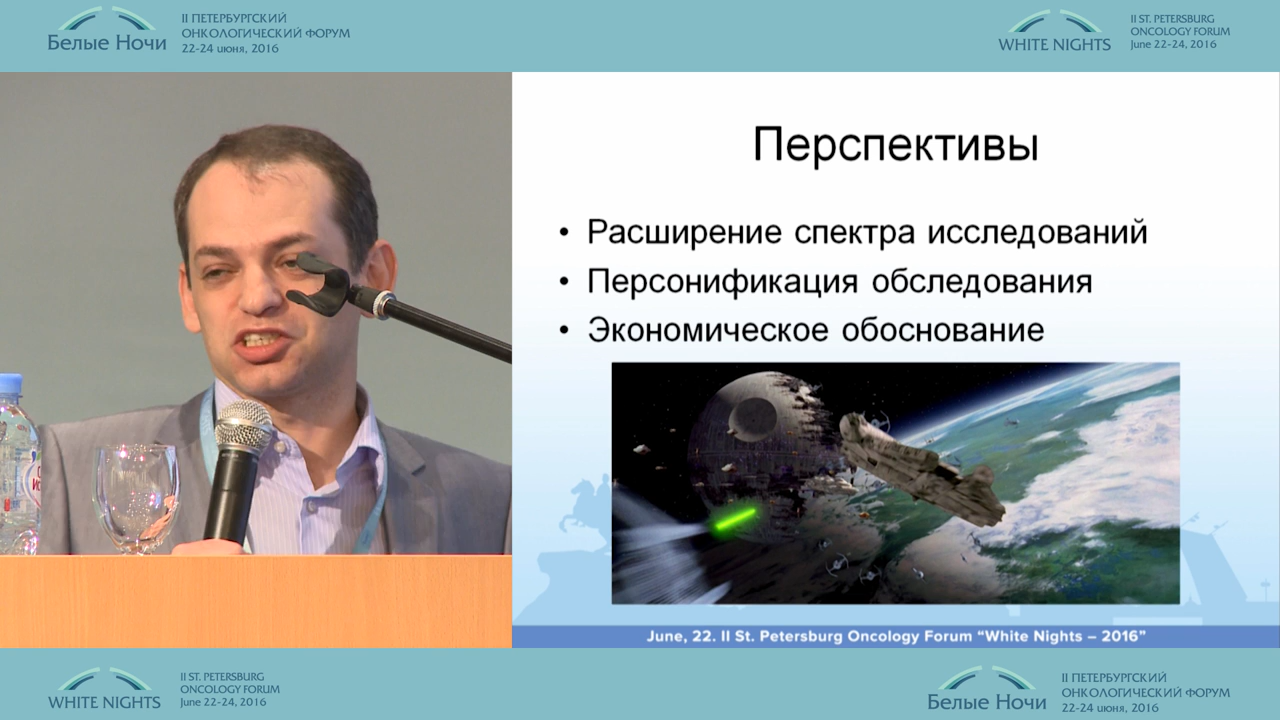 Белые Ночи
II ПЕТЕРБУРГСКИЙ
ОНКОЛОГИЧЕСКИЙ ФОРУМ
22-24 июня, 2016
WHITE NIGHTS
II ST. PETERSBURG
ONCOLOGY FORUM
June 22-24, 2016
Перспективы
• Расширение спектра исследований
• Персонификация обследования
• Экономическое обоснование
June, 22. II St. Petersburg Oncology Forum “White Nights – 2016”
WHITE NIGHTS
II ST. PETERSBURG
ONCOLOGY FORUM
June 22-24, 2016
Белые Ночи
II ПЕТЕРБУРГСКИЙ
ОНКОЛОГИЧЕСКИЙ ФОРУМ
22-24 июня, 2016